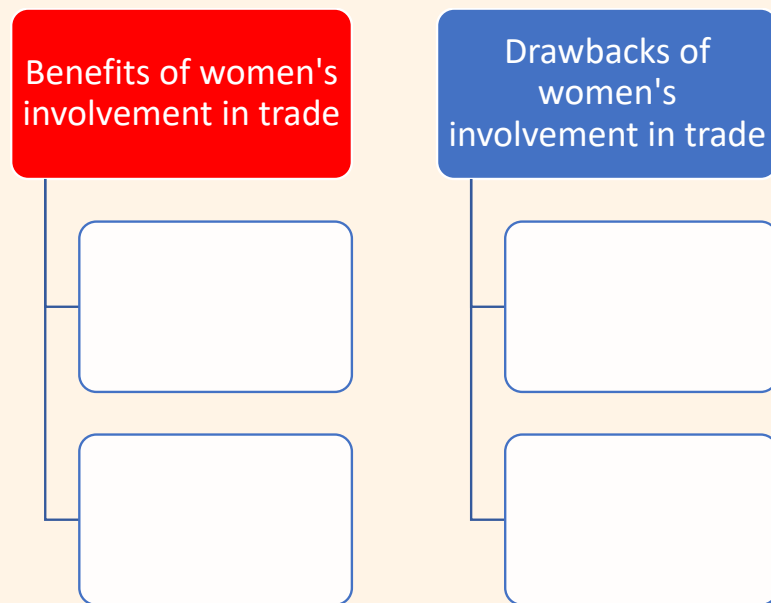 Benefits of women's
involvement in trade
Drawbacks of
women's
involvement in trade